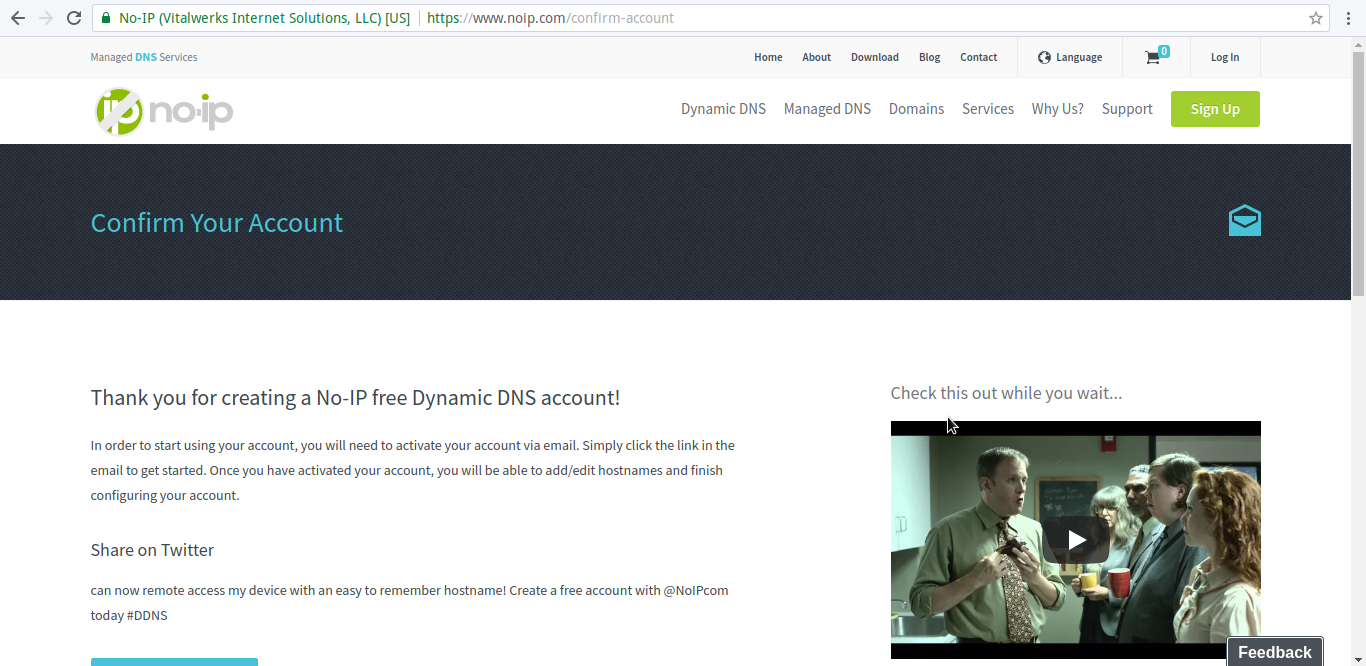 No-IP (Vitalwerks Internet Solutions, LLC) [US] https://www.noip.com/confirm-account
Managed DNS Services Home About Download Blog Contact Language 0 Log In
no-ip Dynamic DNS Managed DNS Domains Services Why Us? Support Sign Up
Confirm Your Account
Thank you for creating a No-IP free Dynamic DNS account!
In order to start using your account, you will need to activate your account via email. Simply click the link in the
email to get started. Once you have activated your account, you will be able to add/edit hostnames and finish
configuring your account.
Share on Twitter
can now remote access my device with an easy to remember hostname! Create a free account with @NoIPcom
today #DDNS
Check this out while you wait...
Feedback